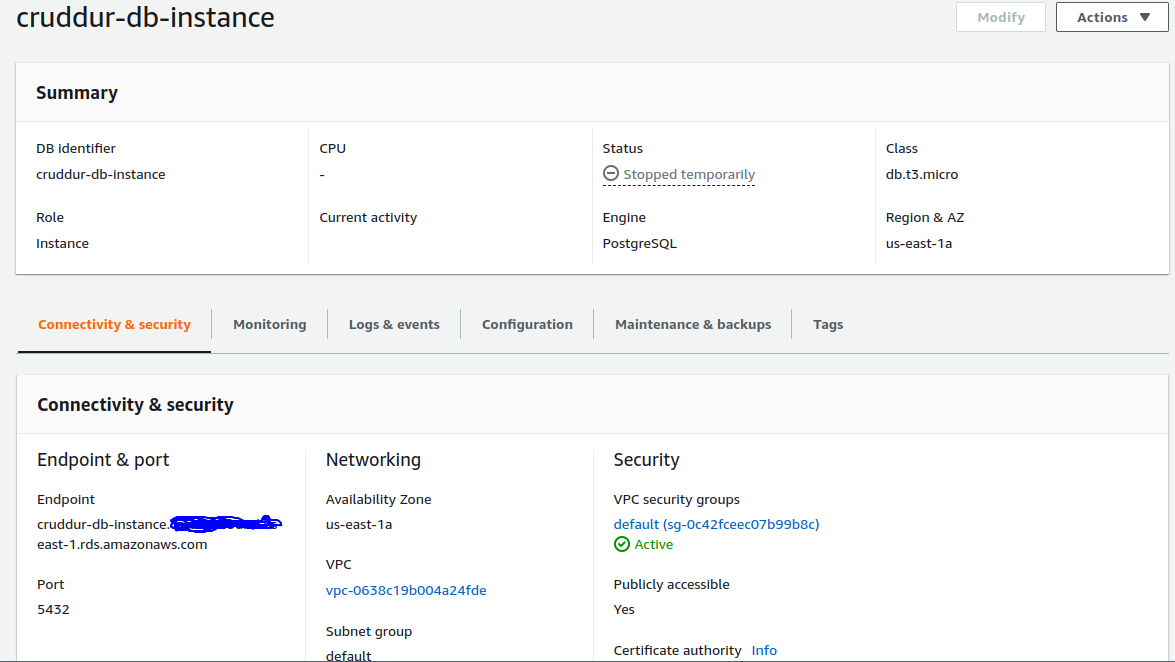 cruddur-db-instance
Modify
Actions
Summary
DB identifier
cruddur-db-instance
CPU
-
Status
Stopped temporarily
Class
db.t3.micro
Role
Instance
Current activity
Engine
PostgreSQL
Region & AZ
us-east-1a
Connectivity & security
Monitoring
Logs & events
Configuration
Maintenance & backups
Tags
Connectivity & security
Endpoint & port
Endpoint
cruddur-db-instance.
east-1.rds.amazonaws.com
Port
5432
Networking
Availability Zone
us-east-1a
VPC
vpc-0638c19b004a24fde
Subnet group
default
Security
VPC security groups
default (sg-0c42fceec07b99b8c)
Active
Publicly accessible
Yes
Certificate authority Info